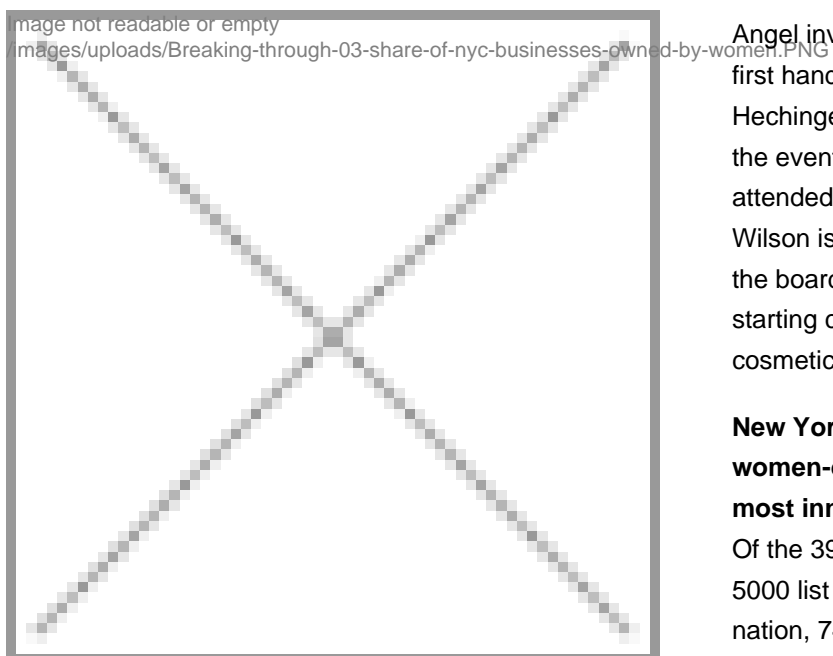 Image not readable or empty
/images/uploads/Breaking-through-03-share-of-nyc-businesses-owned-by-women.PNG
Angel inv
first hand
Hechinge
the even
attended
Wilson is
the board
starting c
cosmetic
New Yor
women-
most inn
Of the 39
5000 list
nation, 7